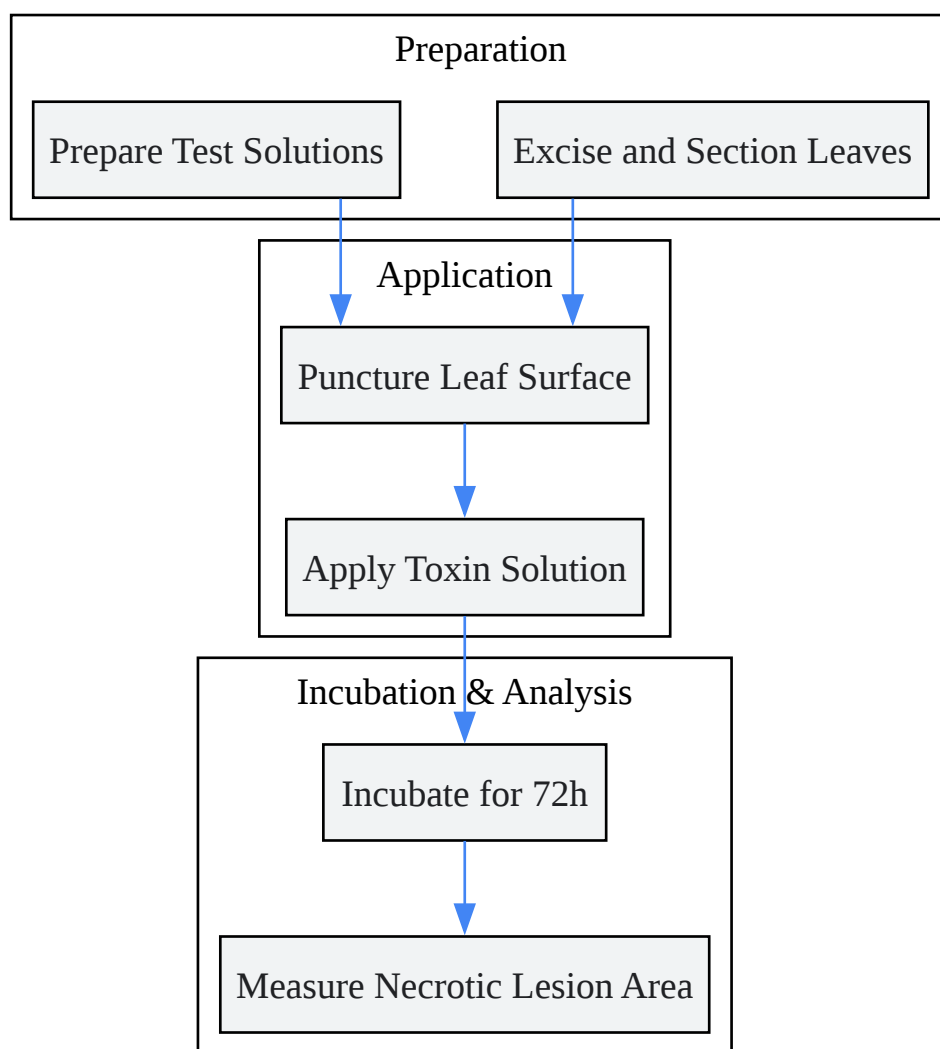 Preparation
Prepare Test Solutions
Excise and Section Leaves
Application
Puncture Leaf Surface
Apply Toxin Solution
Incubation & Analysis
Incubate for 72h
Measure Necrotic Lesion Area